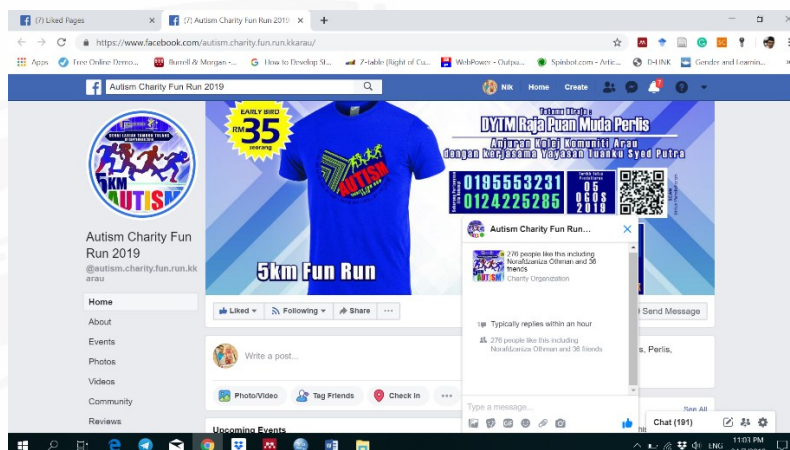 (7) Liked Pages
(7) Autism Charity Fun Run 2019
https://www.facebook.com/autism.charity.fun.run.kkarau/
Apps
Free Online Demo...
Burrell & Morgan -...
How to Develop St...
Z-table (Right of Cu...
WebPower - Outpu...
Spinbot.com - Artic...
D-LINK
Gender and Learnin...
Autism Charity Fun Run 2019
Nik
Home
Create
EARLY BIRD
RM 35
seorang
AUTISM
5km Fun Run
DYTM Raja Puan Muda Perlis
Anjuran Kolej Komuniti Arau
dengan kerjasama Yayasan Tuanku Syed Putra
0195553231
0124225285
05
OGOS
2019
5KM
AUTISM
Autism Charity Fun
Run 2019
@autism.charity.fun.run.kk
arau
Home
About
Events
Photos
Videos
Community
Reviews
Liked
Following
Share
Send Message
Write a post...
Photo/Video
Tag Friends
Check In
Upcoming Events
See All
s, Perlis,
Autism Charity Fun Run...
276 people like this including
Norafdzaniza Othman and 36
friends
Charity Organization
Typically replies within an hour
276 people like this including
Norafdzaniza Othman and 36 friends
Type a message...
Chat (191)
ENG
11:03 PM